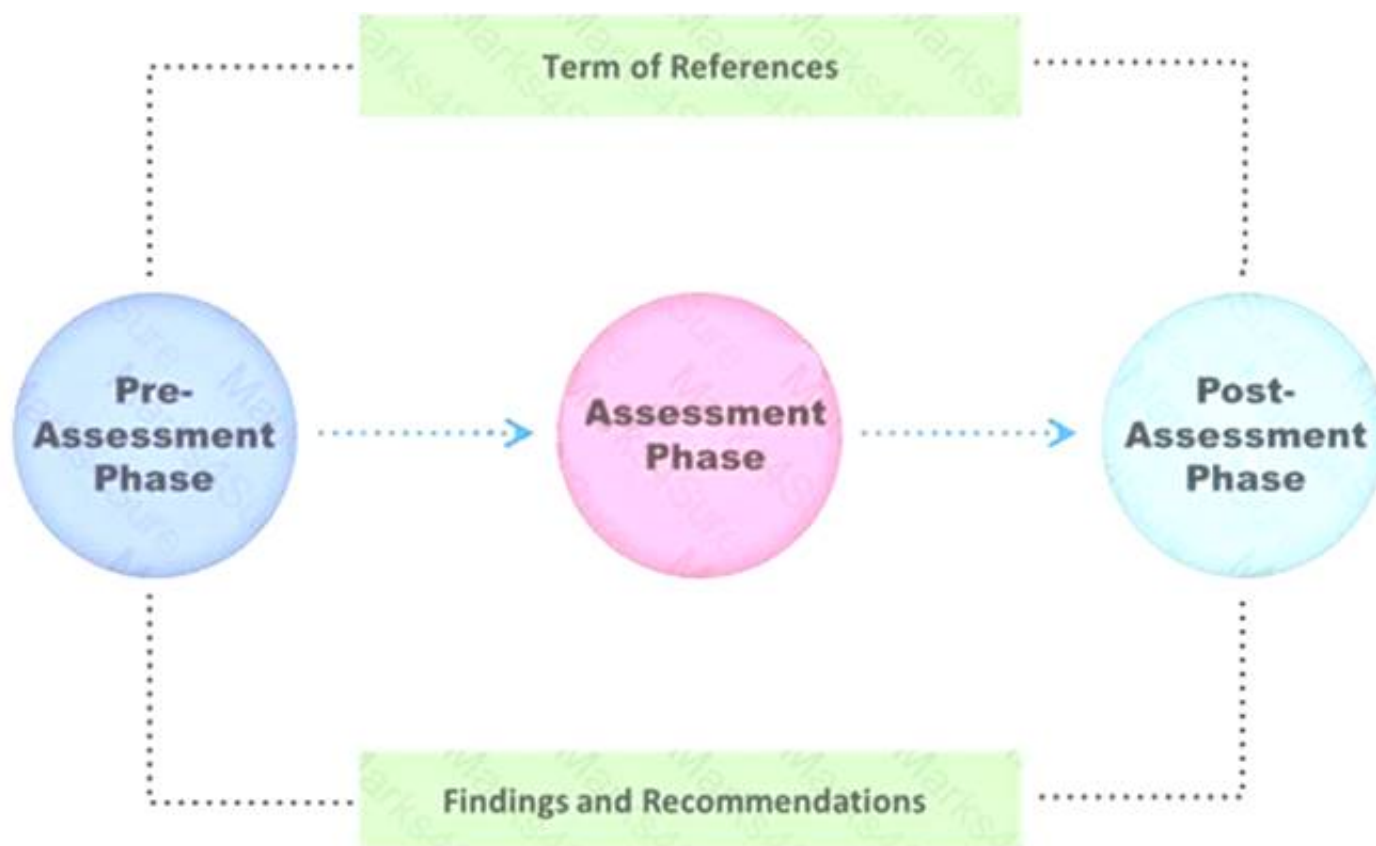 Term of References
Pre-
Assessment
Phase
Assessment
Phase
Post-
Assessment
Phase
Findings and Recommendations